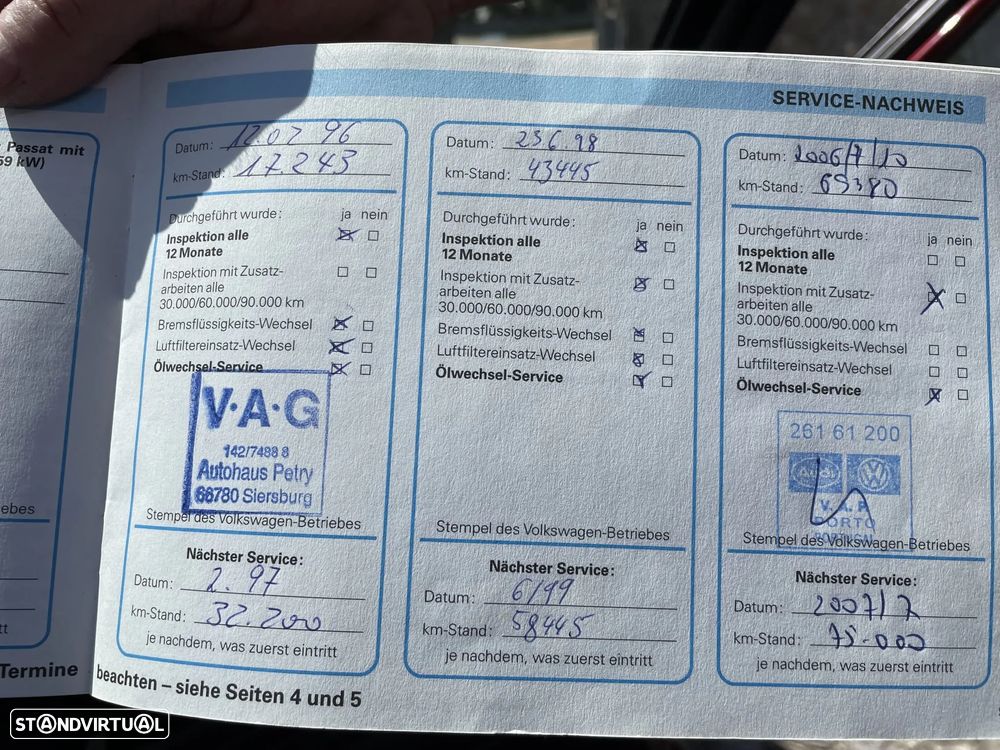 SERVICE-NACHWEIS
Passat mit
59 kW)
ebes
tt
Termine
Datum: 12.07 96
km-Stand: 17.243
Durchgeführt wurde: ja nein
Inspektion alle
12 Monate
Inspektion mit Zusatz-
arbeiten alle
30.000/60.000/90.000 km
Bremsflüssigkeits-Wechsel
Luftfiltereinsatz-Wechsel
Ölwechsel-Service
V·A·G
142/7488 8
Autohaus Petry
66780 Siersburg
Stempel des Volkswagen-Betriebes
Nächster Service:
Datum: 2. 97
km-Stand: 32.200
je nachdem, was zuerst eintritt
Datum: 23 6. 98
km-Stand: 43445
Durchgeführt wurde: ja nein
Inspektion alle
12 Monate
Inspektion mit Zusatz-
arbeiten alle
30.000/60.000/90.000 km
Bremsflüssigkeits-Wechsel
Luftfiltereinsatz-Wechsel
Ölwechsel-Service
Stempel des Volkswagen-Betriebes
Nächster Service:
Datum: 6/99
km-Stand: 58445
je nachdem, was zuerst eintritt
Datum: 2006/7/10
km-Stand: 69380
Durchgeführt wurde: ja nein
Inspektion alle
12 Monate
Inspektion mit Zusatz-
arbeiten alle
30.000/60.000/90.000 km
Bremsflüssigkeits-Wechsel
Luftfiltereinsatz-Wechsel
Ölwechsel-Service
261 61 200
Audi
V.A.P
PORTO
Stempel des Volkswagen-Betriebes
Nächster Service:
Datum: 2007/7
km-Stand: 75.000
je nachdem, was zuerst eintritt
beachten – siehe Seiten 4 und 5
STANDVIRTUAL